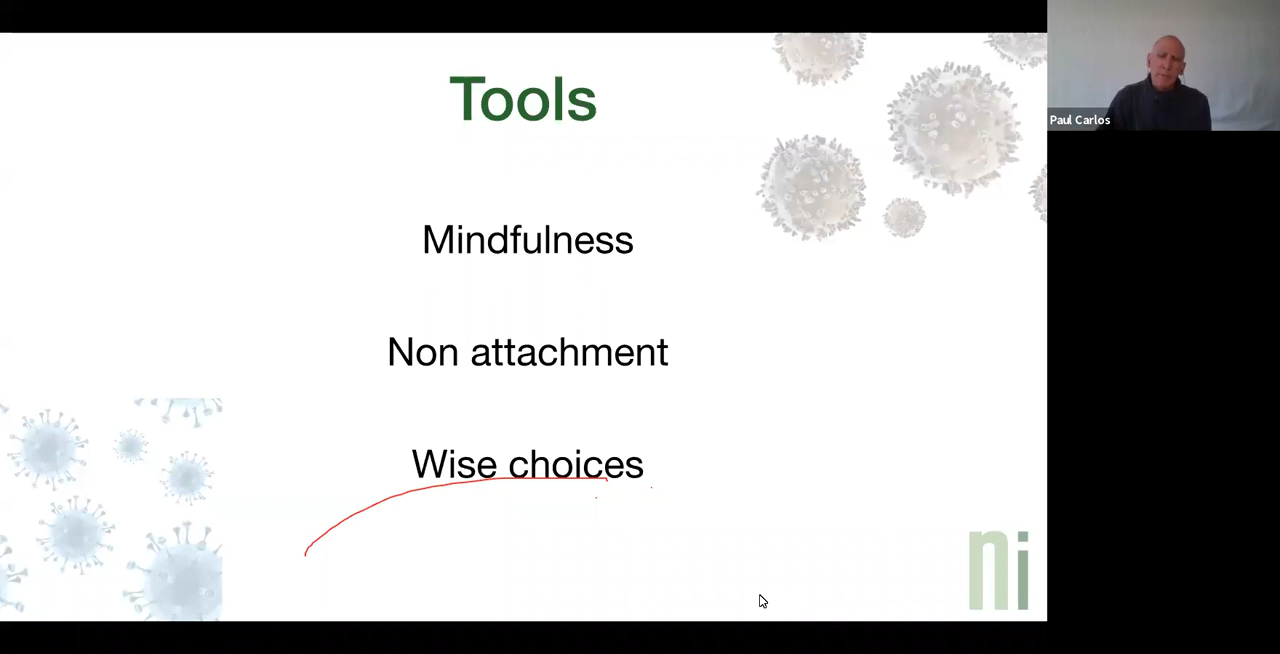 Tools
Paul Carlos
Mindfulness
Non attachment
Wise choices
ni